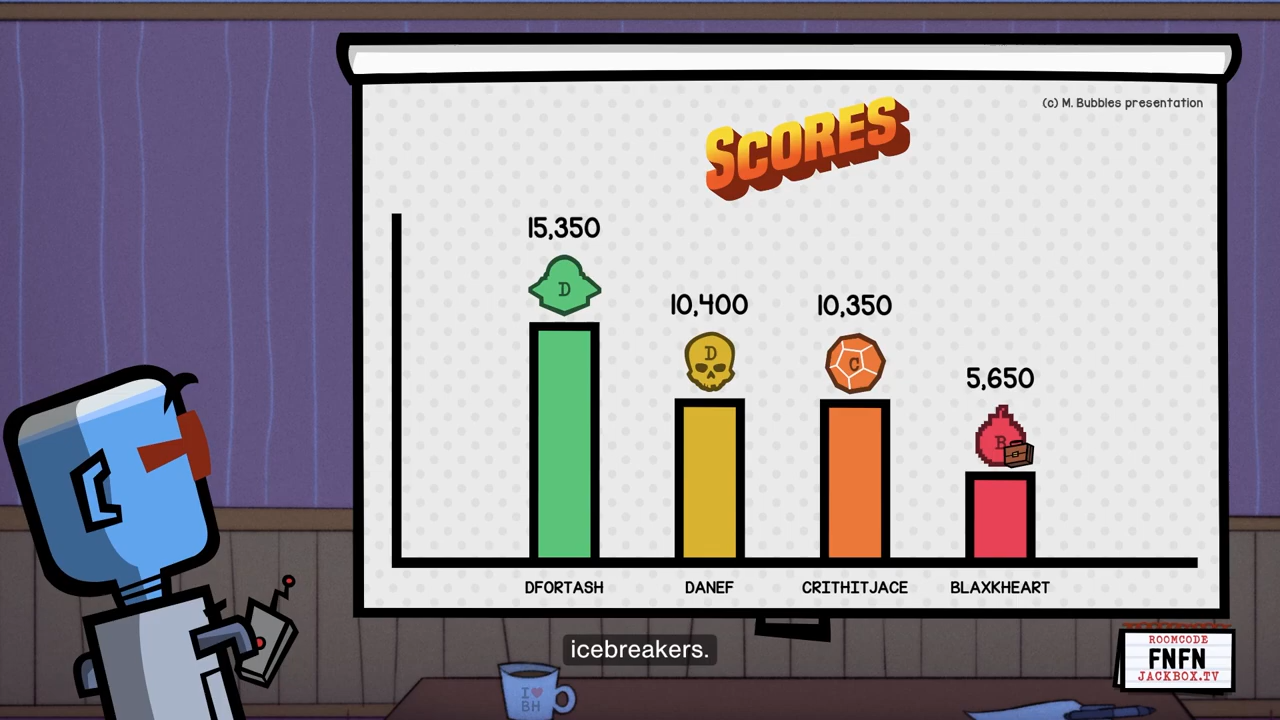 (c) M. Bubbles presentation
SCORES
15,350
10,400
10,350
5,650
D
D
C
B
DFORTASH
DANEF
CRITHITJACE
BLAXKHEART
icebreakers.
ROOMCODE
FNFN
JACKBOX.TV
I ♥
BH